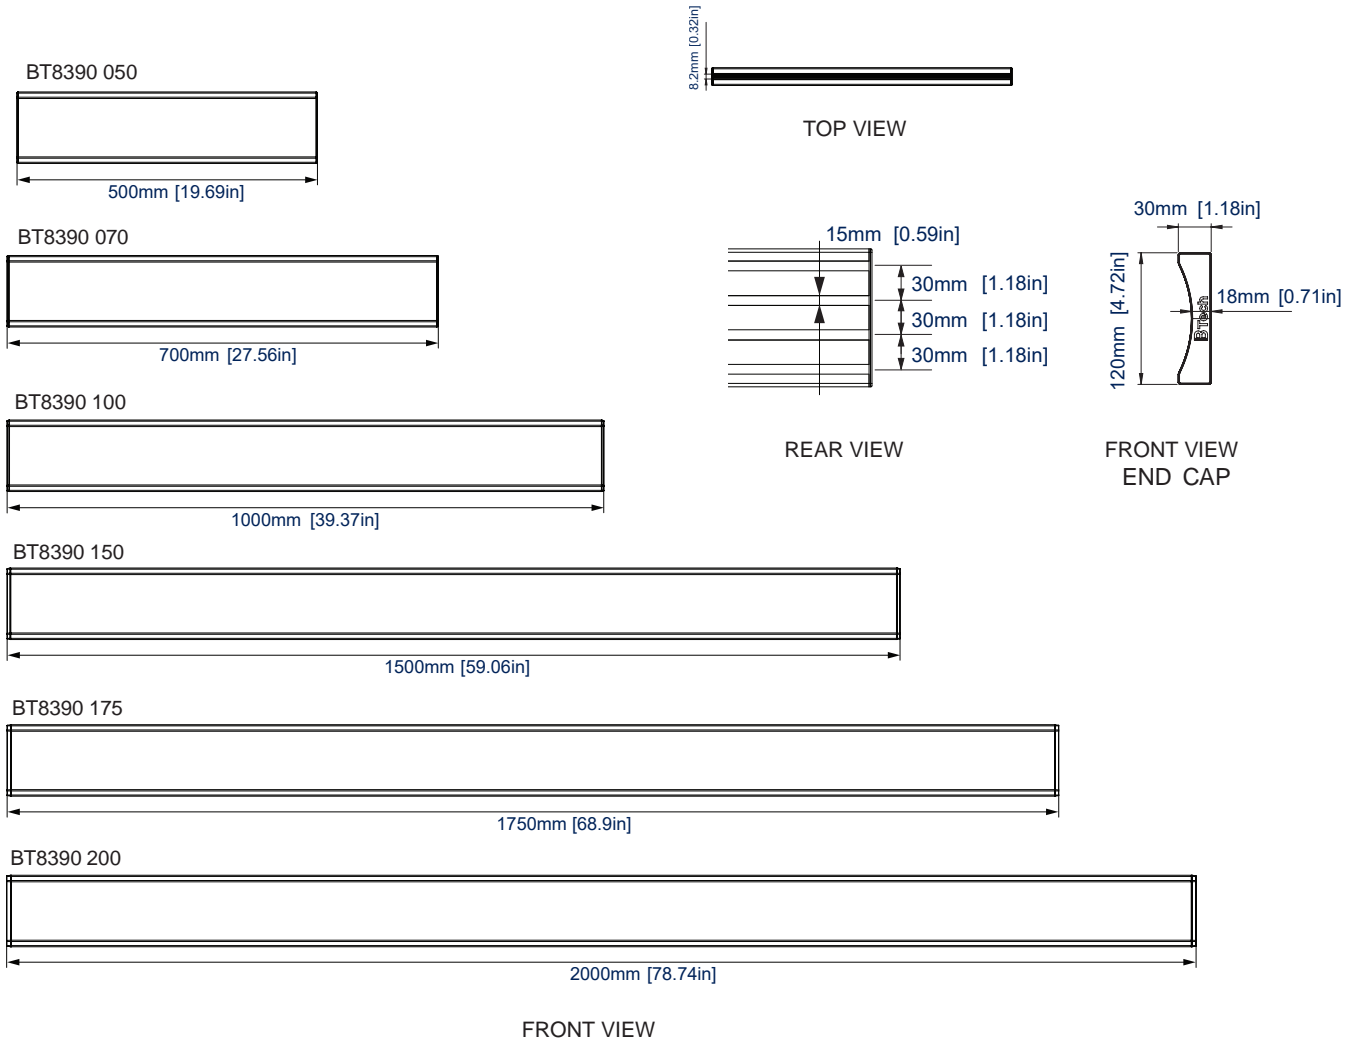 BT8390 050
500mm [19.69in]
BT8390 070
700mm [27.56in]
BT8390 100
1000mm [39.37in]
BT8390 150
1500mm [59.06in]
BT8390 175
1750mm [68.9in]
BT8390 200
2000mm [78.74in]
FRONT VIEW
8.2mm [0.32in]
TOP VIEW
15mm [0.59in]
30mm [1.18in]
30mm [1.18in]
30mm [1.18in]
REAR VIEW
30mm [1.18in]
120mm [4.72in]
18mm [0.71in]
BTech
FRONT VIEW
END CAP